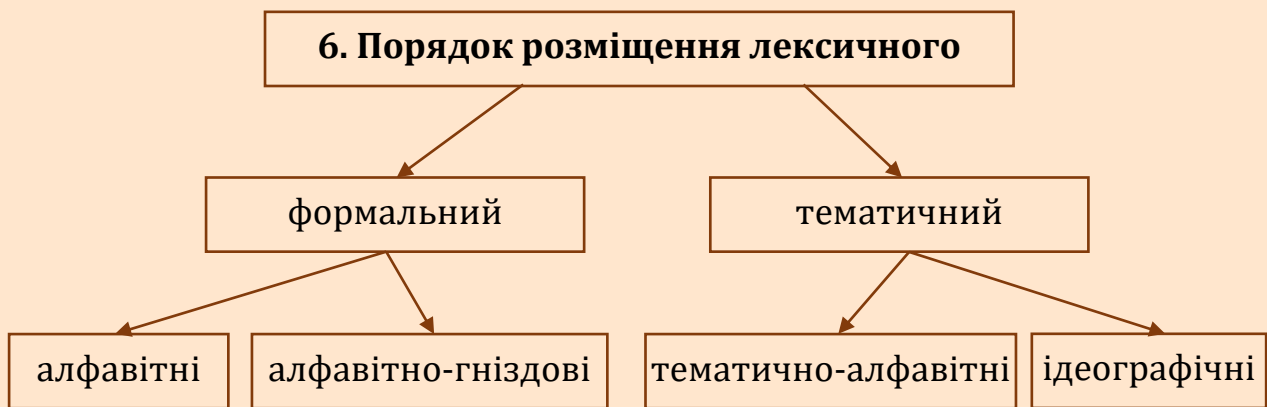 6. Порядок розміщення лексичного
формальний
тематичний
алфавітні
алфавітно-гніздові
тематично-алфавітні
ідеографічні